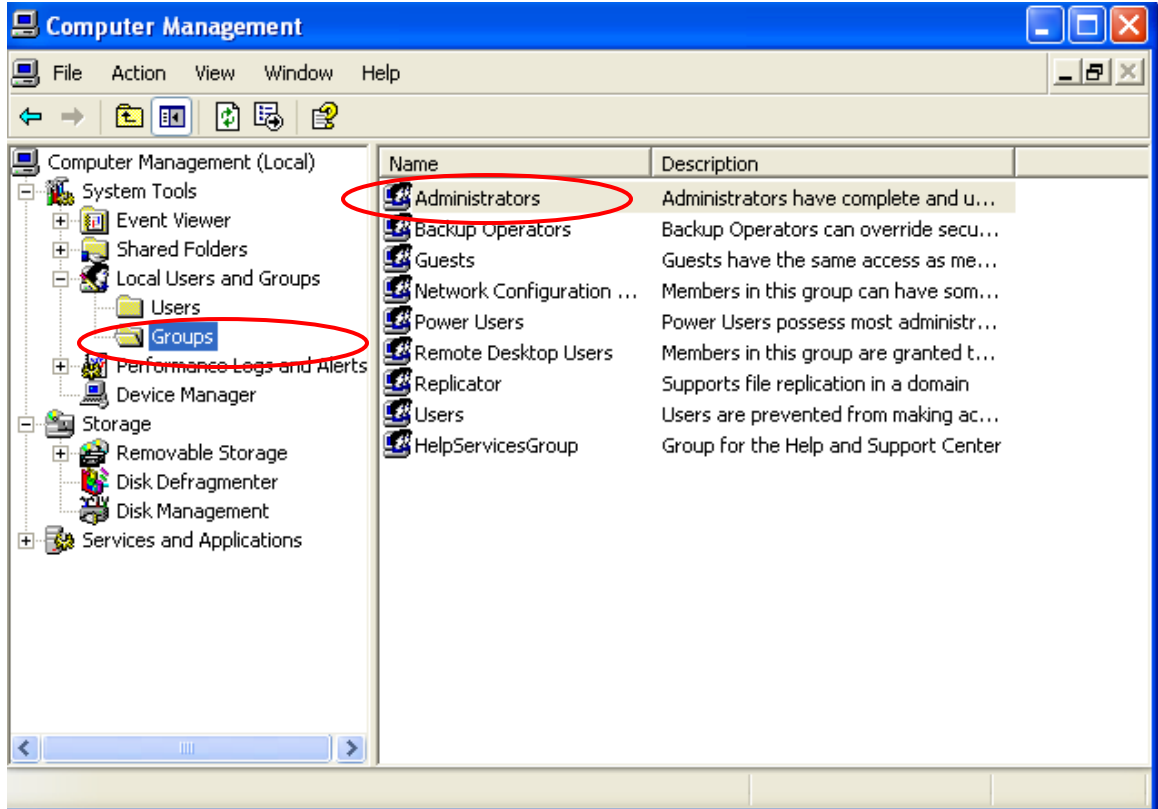 Computer Management
File Action View Window Help
Computer Management (Local)
System Tools
Event Viewer
Shared Folders
Local Users and Groups
Users
Groups
Performance Logs and Alerts
Device Manager
Storage
Removable Storage
Disk Defragmenter
Disk Management
Services and Applications
Name Description
Administrators Administrators have complete and u...
Backup Operators Backup Operators can override secu...
Guests Guests have the same access as me...
Network Configuration ... Members in this group can have som...
Power Users Power Users possess most administr...
Remote Desktop Users Members in this group are granted t...
Replicator Supports file replication in a domain
Users Users are prevented from making ac...
HelpServicesGroup Group for the Help and Support Center